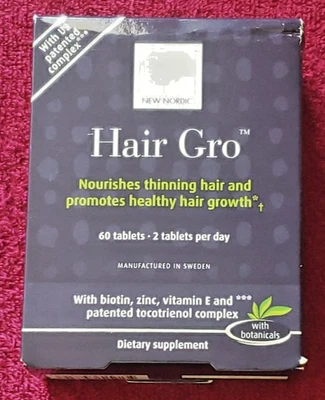 With US
patented
complex***
NEW NORDIC
Hair Gro™
Nourishes thinning hair and
promotes healthy hair growth*†
60 tablets · 2 tablets per day
MANUFACTURED IN SWEDEN
With biotin, zinc, vitamin E and ***
patented tocotrienol complex
with
botanicals
Dietary supplement